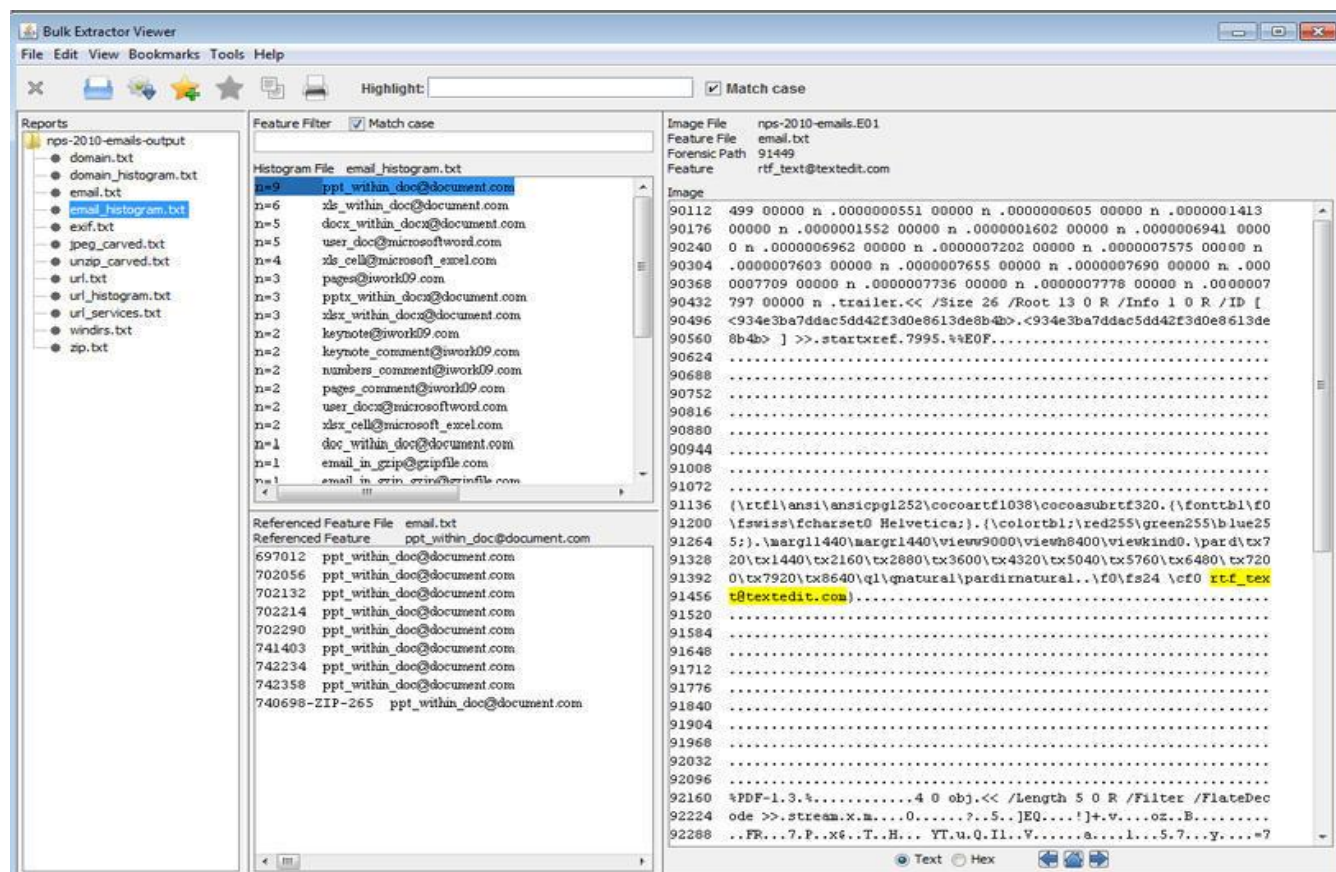 Bulk Extractor Viewer
File Edit View Bookmarks Tools Help
Highlight: Match case
Reports
nps-2010-emails-output
domain.txt
domain_histogram.txt
email.txt
email_histogram.txt
exif.txt
jpeg_carved.txt
unzip_carved.txt
url.txt
url_histogram.txt
url_services.txt
windirs.txt
zip.txt
Feature Filter Match case
Histogram File email_histogram.txt
n=9 ppt_within_doc@document.com
n=6 xls_within_doc@document.com
n=5 docx_within_docx@document.com
n=5 user_doc@microsoftword.com
n=4 xls_cell@microsoft_excel.com
n=3 pages@iwork09.com
n=3 pptx_within_docx@document.com
n=3 xlsx_within_docx@document.com
n=2 keynote@iwork09.com
n=2 keynote_comment@iwork09.com
n=2 numbers_comment@iwork09.com
n=2 pages_comment@iwork09.com
n=2 user_docx@microsoftword.com
n=2 xlsx_cell@microsoft_excel.com
n=1 doc_within_doc@document.com
n=1 email_in_gzip@gzipfile.com
n=1 email_in_gzip_gzip@gzipfile.com
Referenced Feature File email.txt
Referenced Feature ppt_within_doc@document.com
697012 ppt_within_doc@document.com
702056 ppt_within_doc@document.com
702132 ppt_within_doc@document.com
702214 ppt_within_doc@document.com
702290 ppt_within_doc@document.com
741403 ppt_within_doc@document.com
742234 ppt_within_doc@document.com
742358 ppt_within_doc@document.com
740698-ZIP-265 ppt_within_doc@document.com
Image File nps-2010-emails.E01
Feature File email.txt
Forensic Path 91449
Feature rtf_text@textedit.com
Image
90112 499 00000 n .0000000551 00000 n .0000000605 00000 n .0000001413
90176 00000 n .0000001552 00000 n .0000001602 00000 n .0000006941 0000
90240 0 n .0000006962 00000 n .0000007202 00000 n .0000007575 00000 n
90304 .0000007603 00000 n .0000007655 00000 n .0000007690 00000 n .000
90368 0007709 00000 n .0000007736 00000 n .0000007778 00000 n .0000007
90432 797 00000 n .trailer.<< /Size 26 /Root 13 0 R /Info 1 0 R /ID [
90496 <934e3ba7ddac5dd42f3d0e8613de8b4b>.<934e3ba7ddac5dd42f3d0e8613de
90560 8b4b> ] >>.startxref.7995.%%EOF.................................
90624 ................................................................
90688 ................................................................
90752 ................................................................
90816 ................................................................
90880 ................................................................
90944 ................................................................
91008 ................................................................
91072 ................................................................
91136 {\rtf1\ansi\ansicpg1252\cocoartf1038\cocoasubrtf320.{\fonttbl\f0
91200 \fswiss\fcharset0 Helvetica;}.{\colortbl;\red255\green255\blue25
91264 5;}.\margl1440\margr1440\vieww9000\viewh8400\viewkind0.\pard\tx7
91328 20\tx1440\tx2160\tx2880\tx3600\tx4320\tx5040\tx5760\tx6480\tx720
91392 0\tx7920\tx8640\ql\qnatural\pardirnatural..\f0\fs24 \cf0 rtf_tex
91456 t@textedit.com}.................................................
91520 ................................................................
91584 ................................................................
91648 ................................................................
91712 ................................................................
91776 ................................................................
91840 ................................................................
91904 ................................................................
91968 ................................................................
92032 ................................................................
92096 ................................................................
92160 %PDF-1.3.%............4 0 obj.<< /Length 5 0 R /Filter /FlateDec
92224 ode >>.stream.x.m....0......?..5..]EQ....!]+.v....oz..B.........
92288 ..FR...7.P..x6..T..H... YT.u.Q.Il..V......a....l...5.7...y....=7
Text Hex